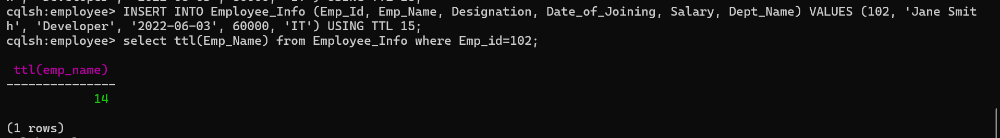 cqlsh:employee> INSERT INTO Employee_Info (Emp_Id, Emp_Name, Designation, Date_of_Joining, Salary, Dept_Name) VALUES (102, 'Jane Smit
h', 'Developer', '2022-06-03', 60000, 'IT') USING TTL 15;
cqlsh:employee> select ttl(Emp_Name) from Employee_Info where Emp_id=102;
ttl(emp_name)
---------------
14
(1 rows)